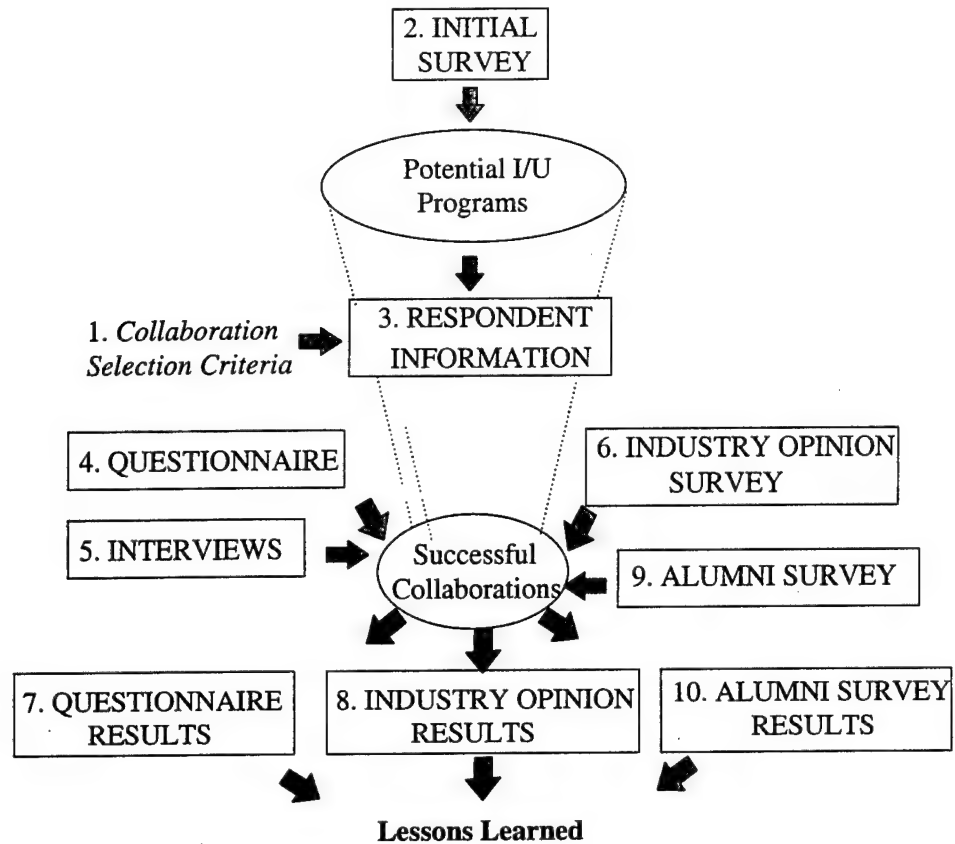 2. INITIAL
SURVEY
Potential I/U
Programs
1. Collaboration
Selection Criteria
3. RESPONDENT
INFORMATION
4. QUESTIONNAIRE
5. INTERVIEWS
6. INDUSTRY OPINION
SURVEY
Successful
Collaborations
9. ALUMNI SURVEY
7. QUESTIONNAIRE
RESULTS
8. INDUSTRY OPINION
RESULTS
10. ALUMNI SURVEY
RESULTS
Lessons Learned